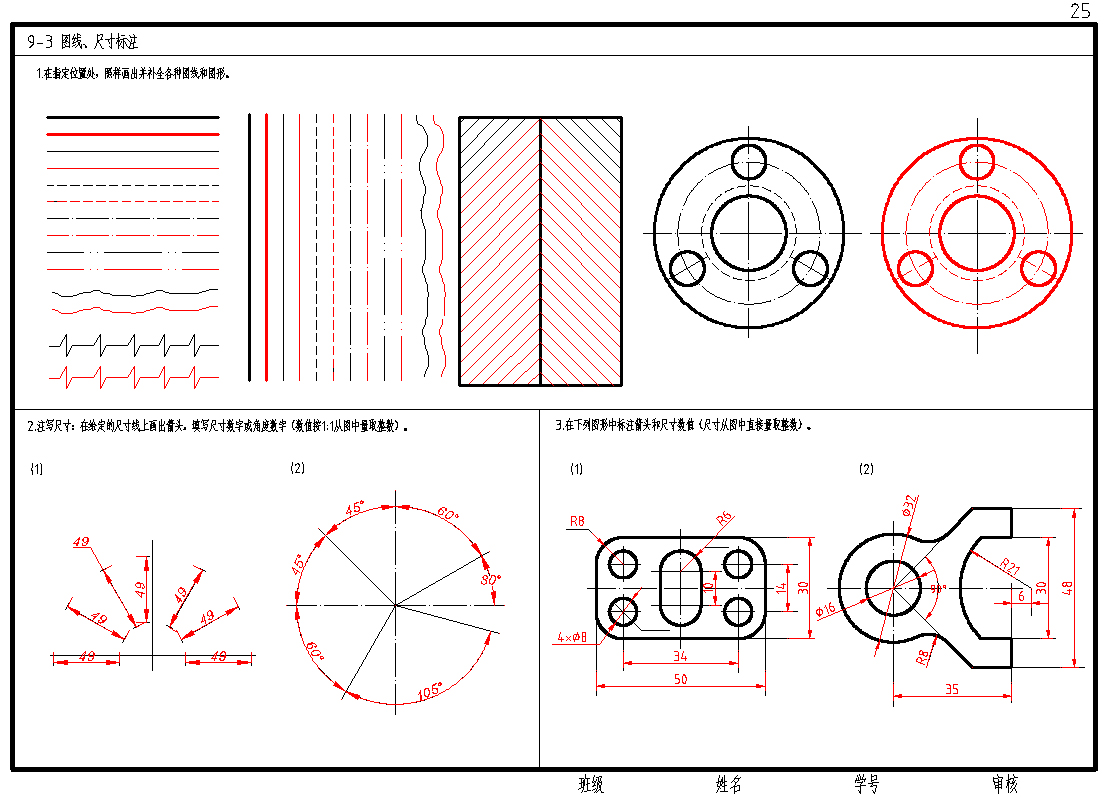 25
9-3 图线、尺寸标注
1.在指定位置处，照样画出并补全各种图线和图形。
2.注写尺寸：在给定的尺寸线上画出箭头，填写尺寸数字或角度数字（数值按1:1从图中量取整数）。
(1)
49
49
49
49
49
49
49
(2)
45°
60°
45°
30°
60°
105°
3.在下列图形中标注箭头和尺寸数值（尺寸从图中直接量取整数）。
(1)
R8
R6
10
14
30
4×Ø8
34
50
(2)
Ø32
R21
90°
6
30
48
Ø16
R8
35
班级 姓名 学号 审核